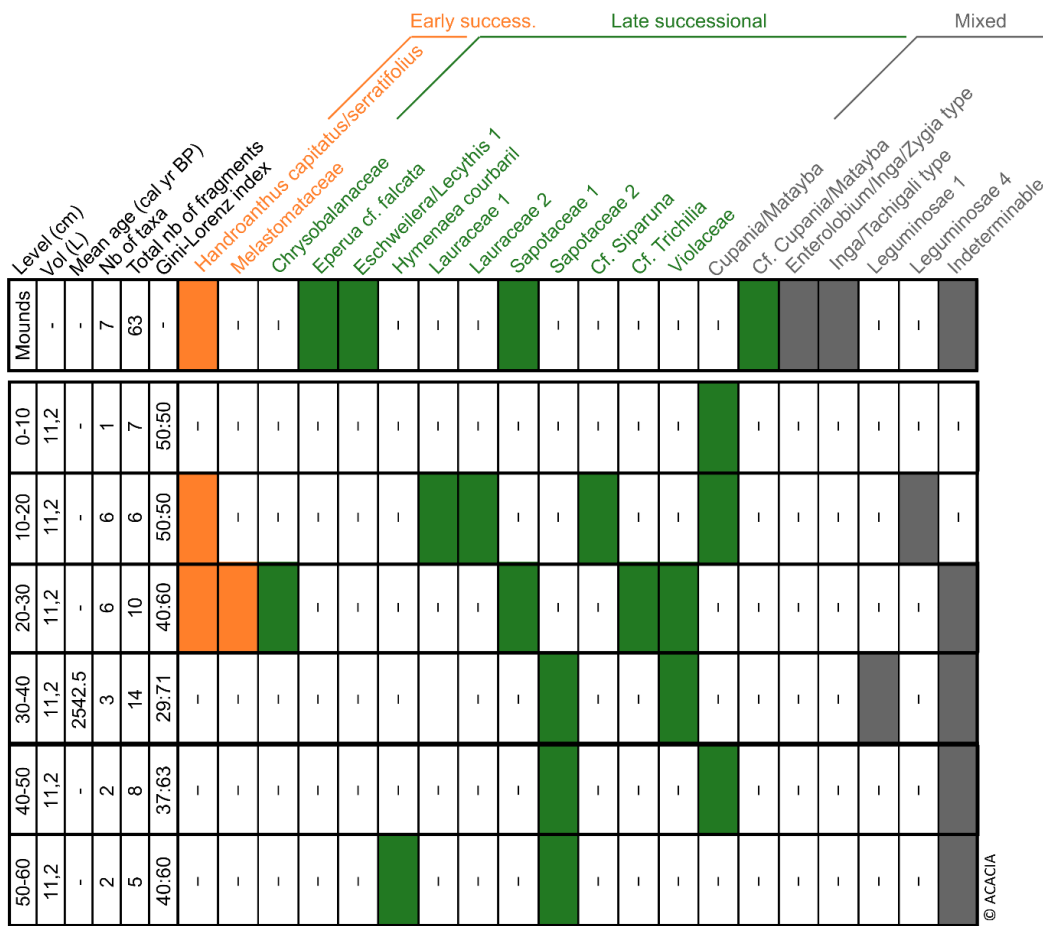 Early success.
Late successional
Mixed
Level (cm)
Vol (L)
Mean age (cal yr BP)
Nb of taxa
Total nb of fragments
Gini-Lorenz index
Handroanthus capitatus/serratifolius
Melastomataceae
Chrysobalanaceae
Eperua cf. falcata
Eschweilera/Lecythis 1
Hymenaea courbaril
Lauraceae 1
Lauraceae 2
Sapotaceae 1
Sapotaceae 2
Cf. Siparuna
Cf. Trichilia
Violaceae
Cupania/Matayba
Cf. Cupania/Matayba
Enterolobium/Inga/Zygia type
Inga/Tachigali type
Leguminosae 1
Leguminosae 4
Indeterminable
Mounds - - 7 63 - – – – – – – – – – – – –
0-10 11,2 - 1 7 50:50 – – – – – – – – – – – – – – – – – – –
10-20 11,2 - 6 6 50:50 – – – – – – – – – – – – – –
20-30 11,2 - 6 10 40:60 – – – – – – – – – – – – –
30-40 11,2 2542.5 3 14 29:71 – – – – – – – – – – – – – – –
40-50 11,2 - 2 8 37:63 – – – – – – – – – – – – – – – – –
50-60 11,2 - 2 5 40:60 – – – – – – – – – – – – – – – – –
© ACACIA